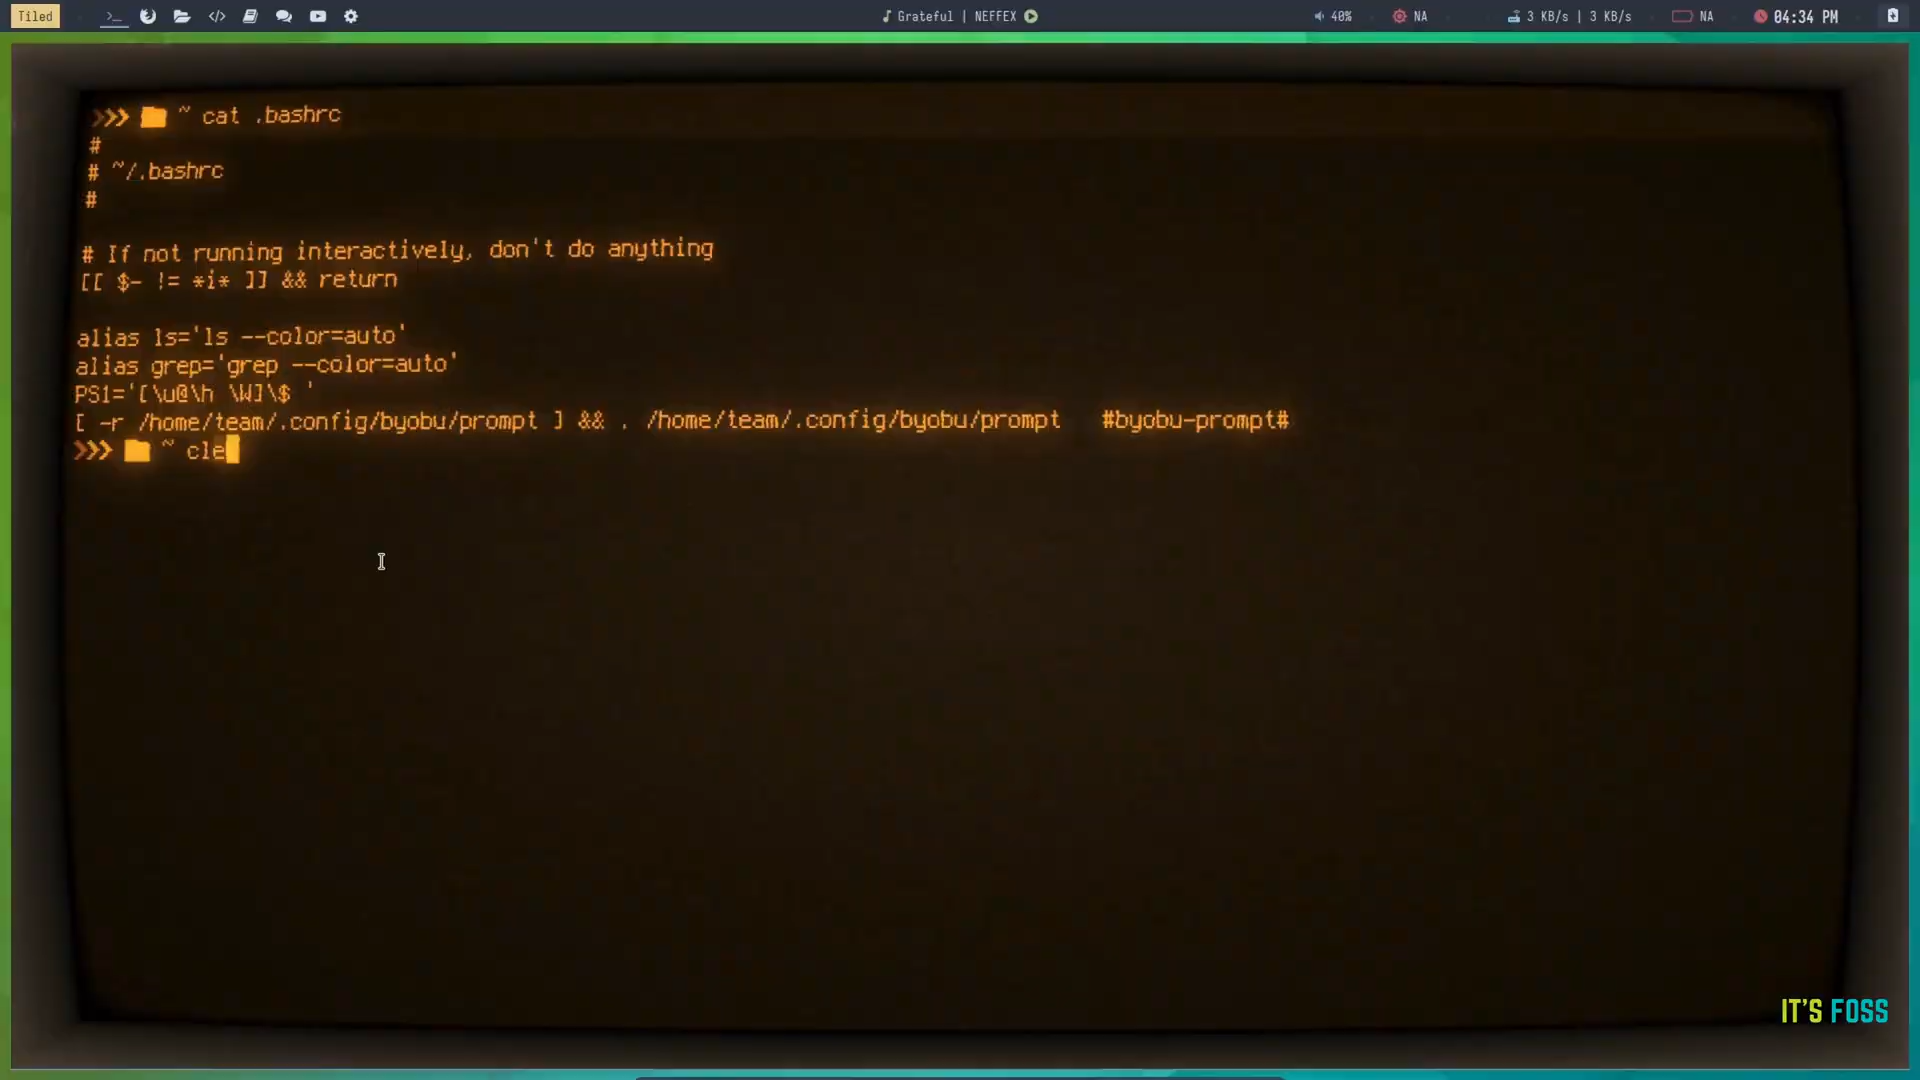 Tiled
Grateful | NEFFEX
40%
NA
3 KB/s | 3 KB/s
NA
04:34 PM
>>> ~ cat .bashrc
#
# ~/.bashrc
#
# If not running interactively, don't do anything
[[ $- != *i* ]] && return
alias ls='ls --color=auto'
alias grep='grep --color=auto'
PS1='[\u@\h \W]\$ '
[ -r /home/team/.config/byobu/prompt ] && . /home/team/.config/byobu/prompt   #byobu-prompt#
>>> ~ cle
IT'S FOSS